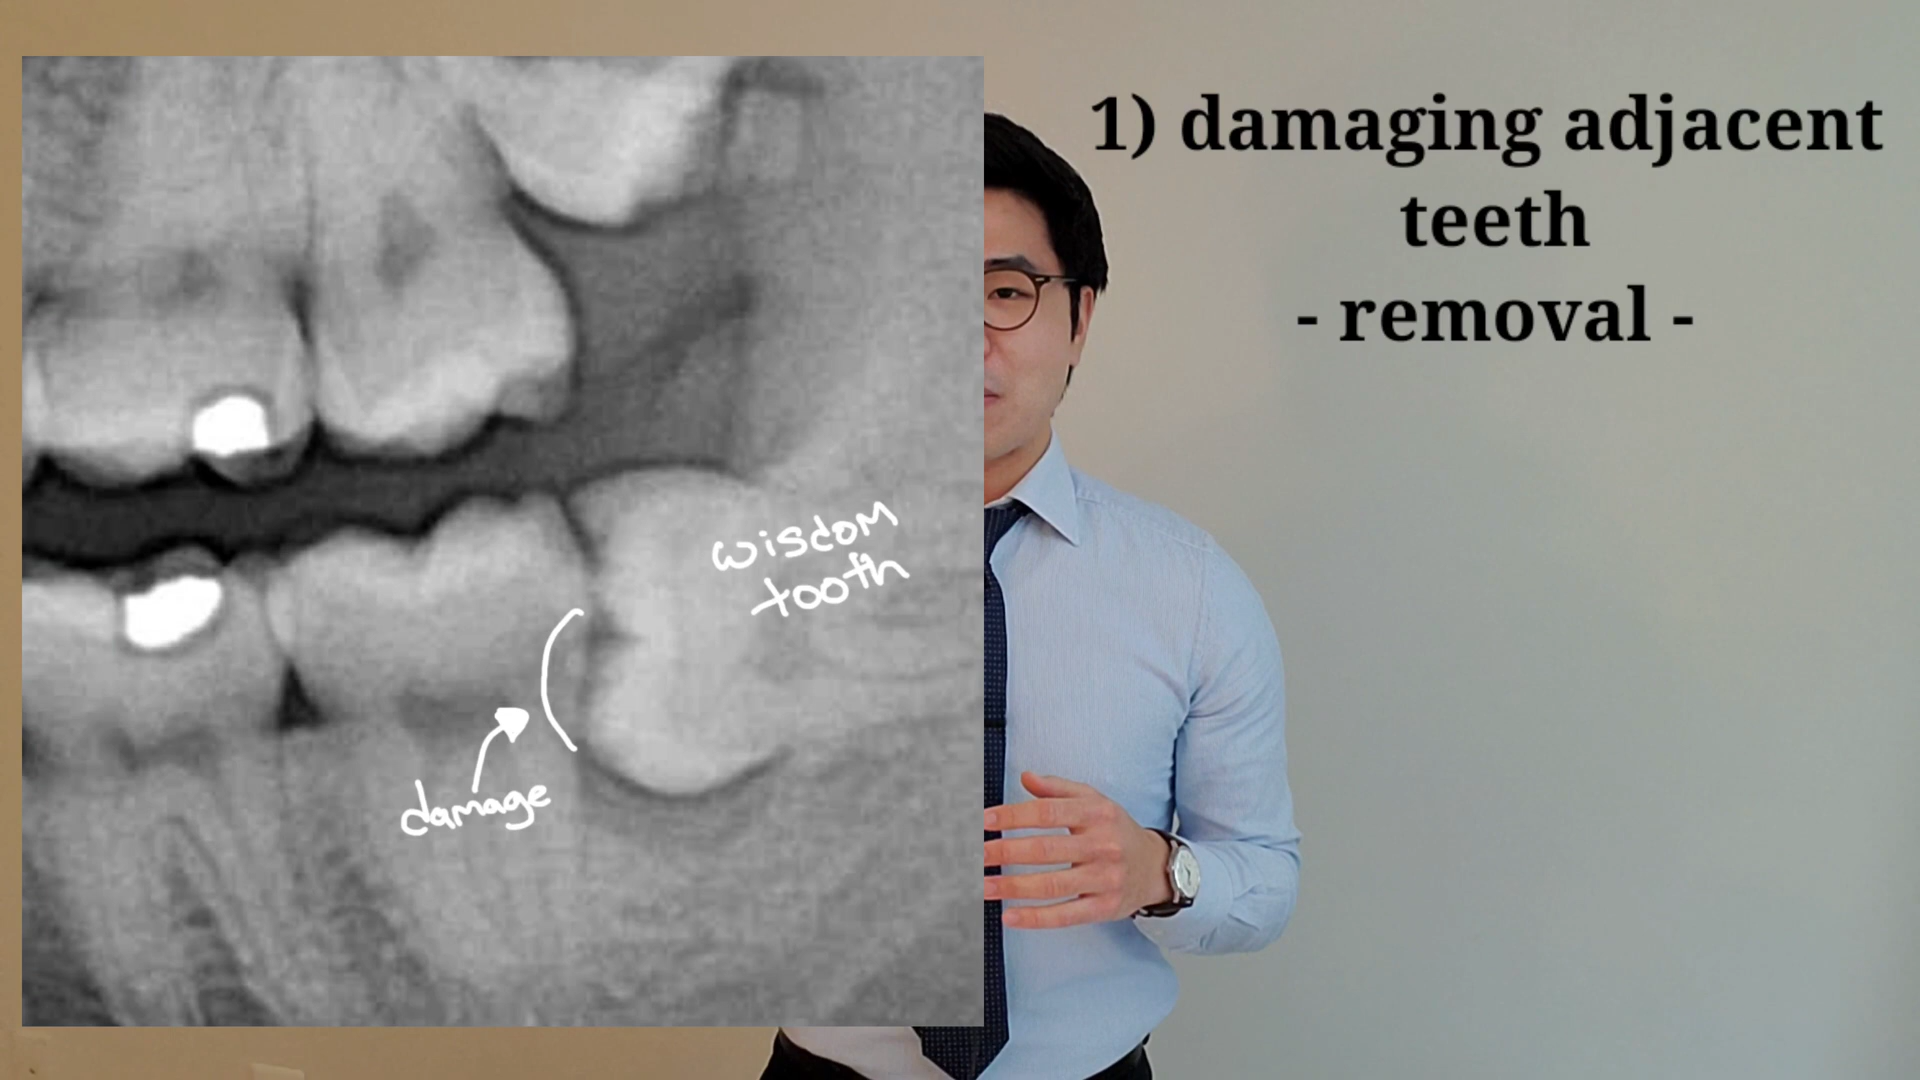 1) damaging adjacent
teeth
- removal -
wisdom
tooth
damage